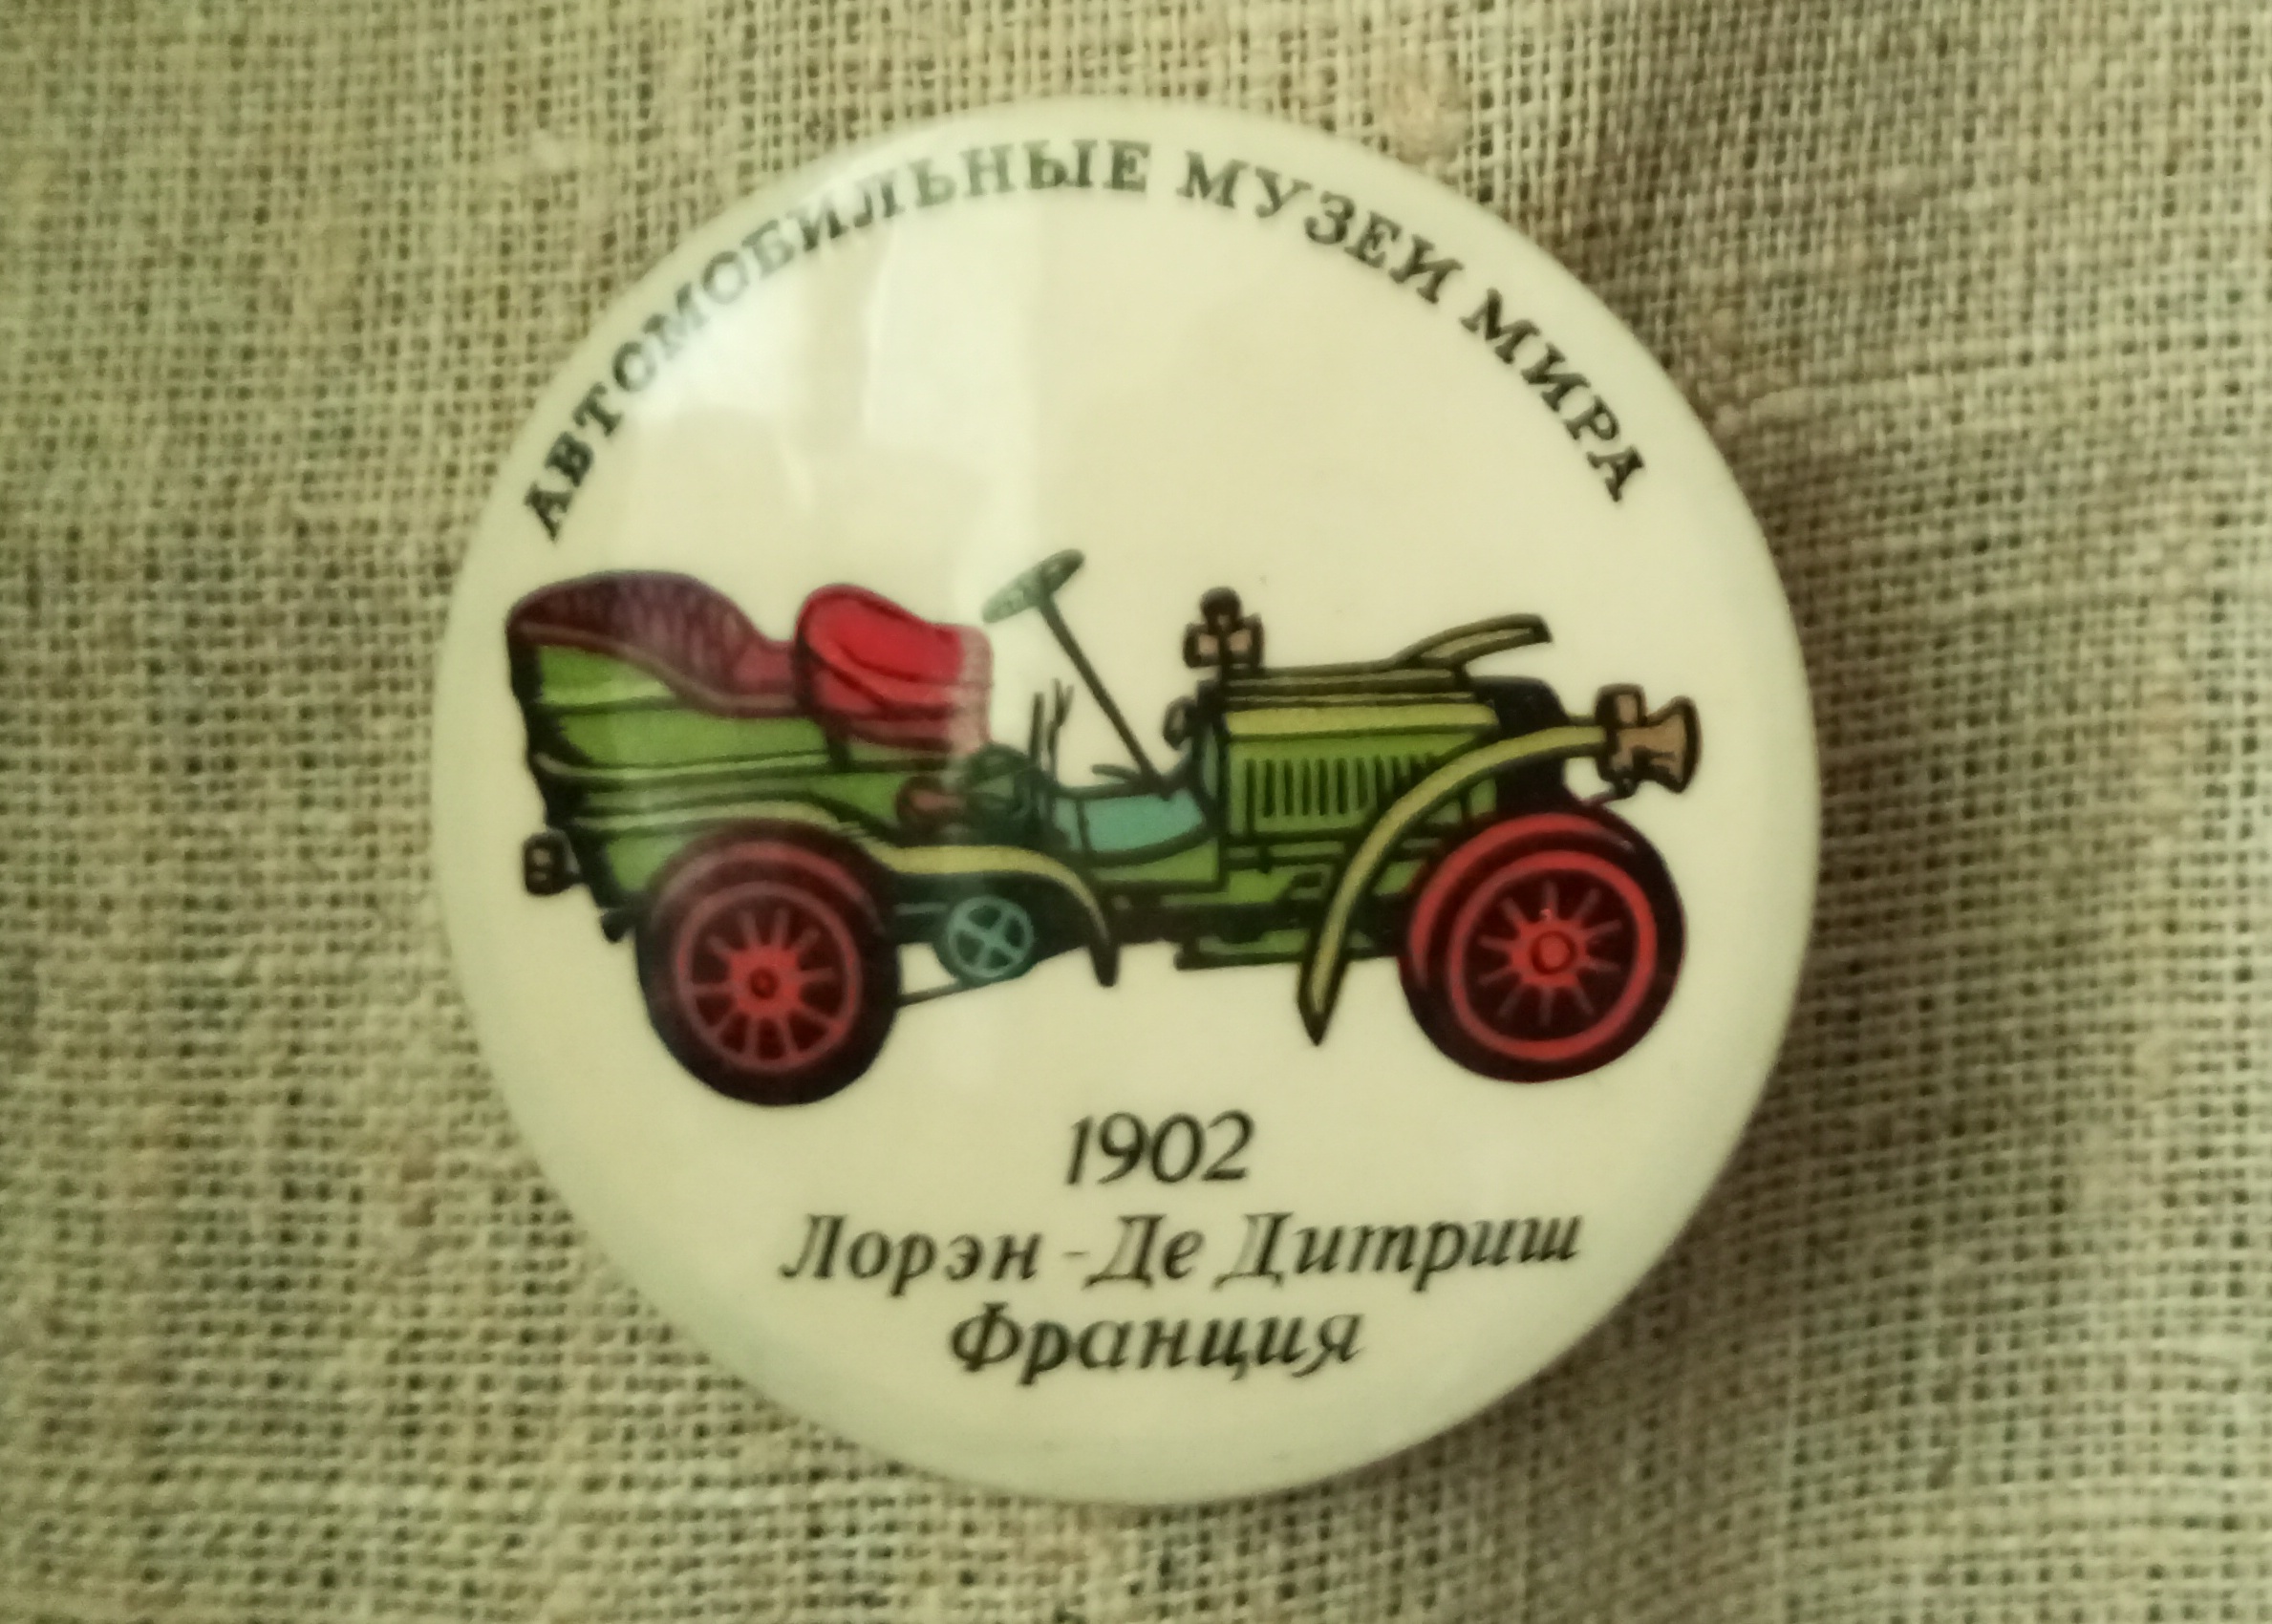 АВТОМОБИЛЬНЫЕ МУЗЕИ МИРА
1902
Лорэн-Де Дитриш
Франция